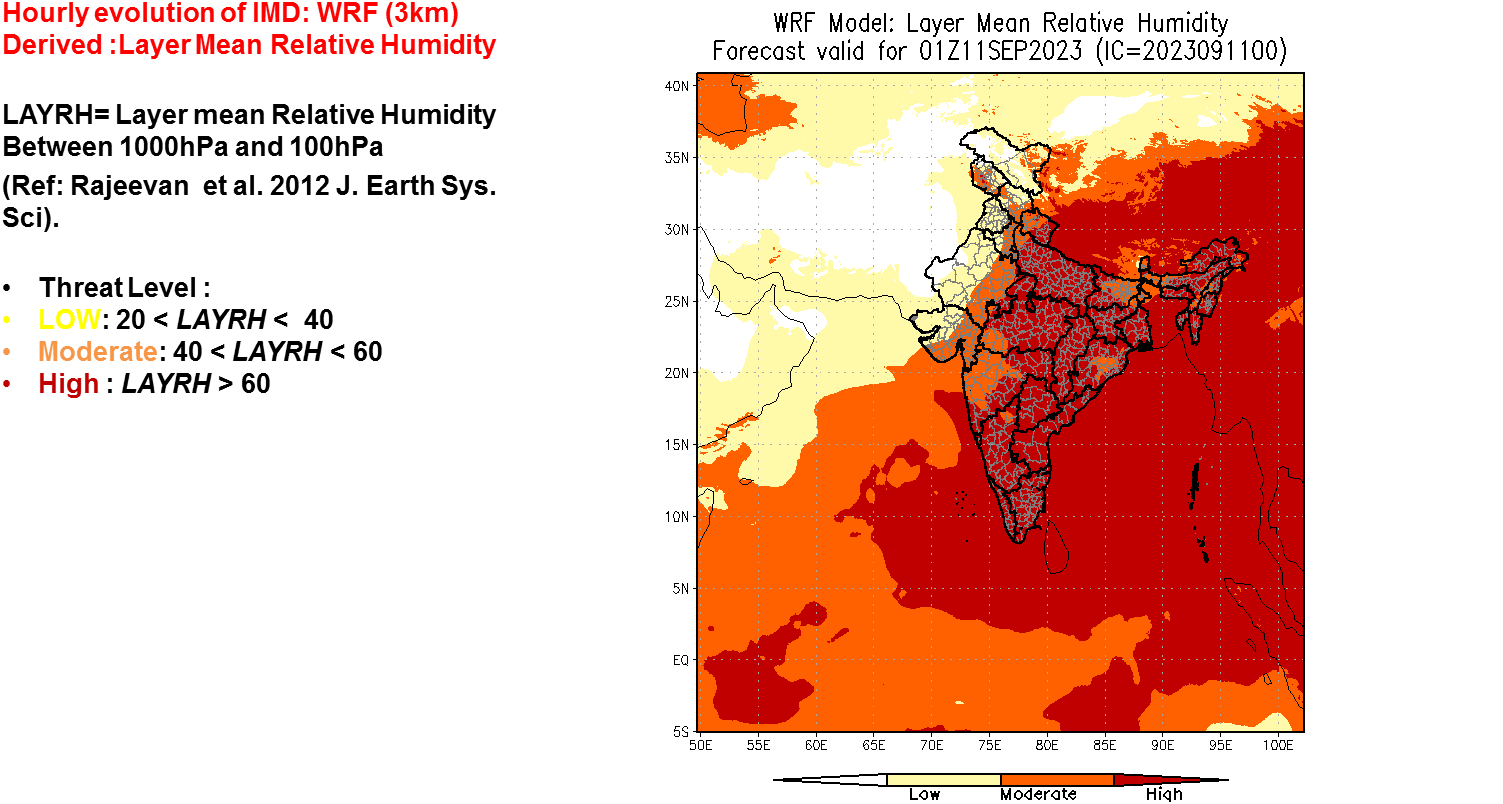 Hourly evolution of IMD: WRF (3km)
Derived :Layer Mean Relative Humidity
LAYRH= Layer mean Relative Humidity
Between 1000hPa and 100hPa
(Ref: Rajeevan et al. 2012 J. Earth Sys.
Sci).
• Threat Level :
• LOW: 20 < LAYRH < 40
• Moderate: 40 < LAYRH < 60
• High : LAYRH > 60
WRF Model: Layer Mean Relative Humidity
Forecast valid for 01Z11SEP2023 (IC=2023091100)
40N
35N
30N
25N
20N
15N
10N
5N
EQ
5S
50E 55E 60E 65E 70E 75E 80E 85E 90E 95E 100E
Low Moderate High